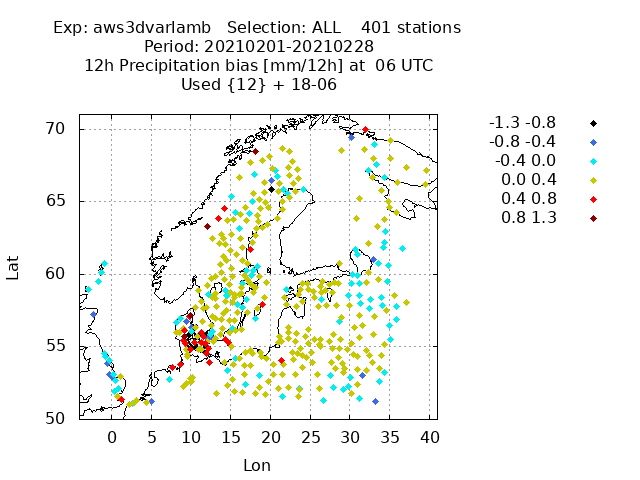 Exp: aws3dvarlamb   Selection: ALL    401 stations
Period: 20210201-20210228
12h Precipitation bias [mm/12h] at  06 UTC
Used {12} + 18-06
-1.3 -0.8
-0.8 -0.4
-0.4 0.0
0.0 0.4
0.4 0.8
0.8 1.3
70
65
60
55
50
Lat
0 5 10 15 20 25 30 35 40
Lon